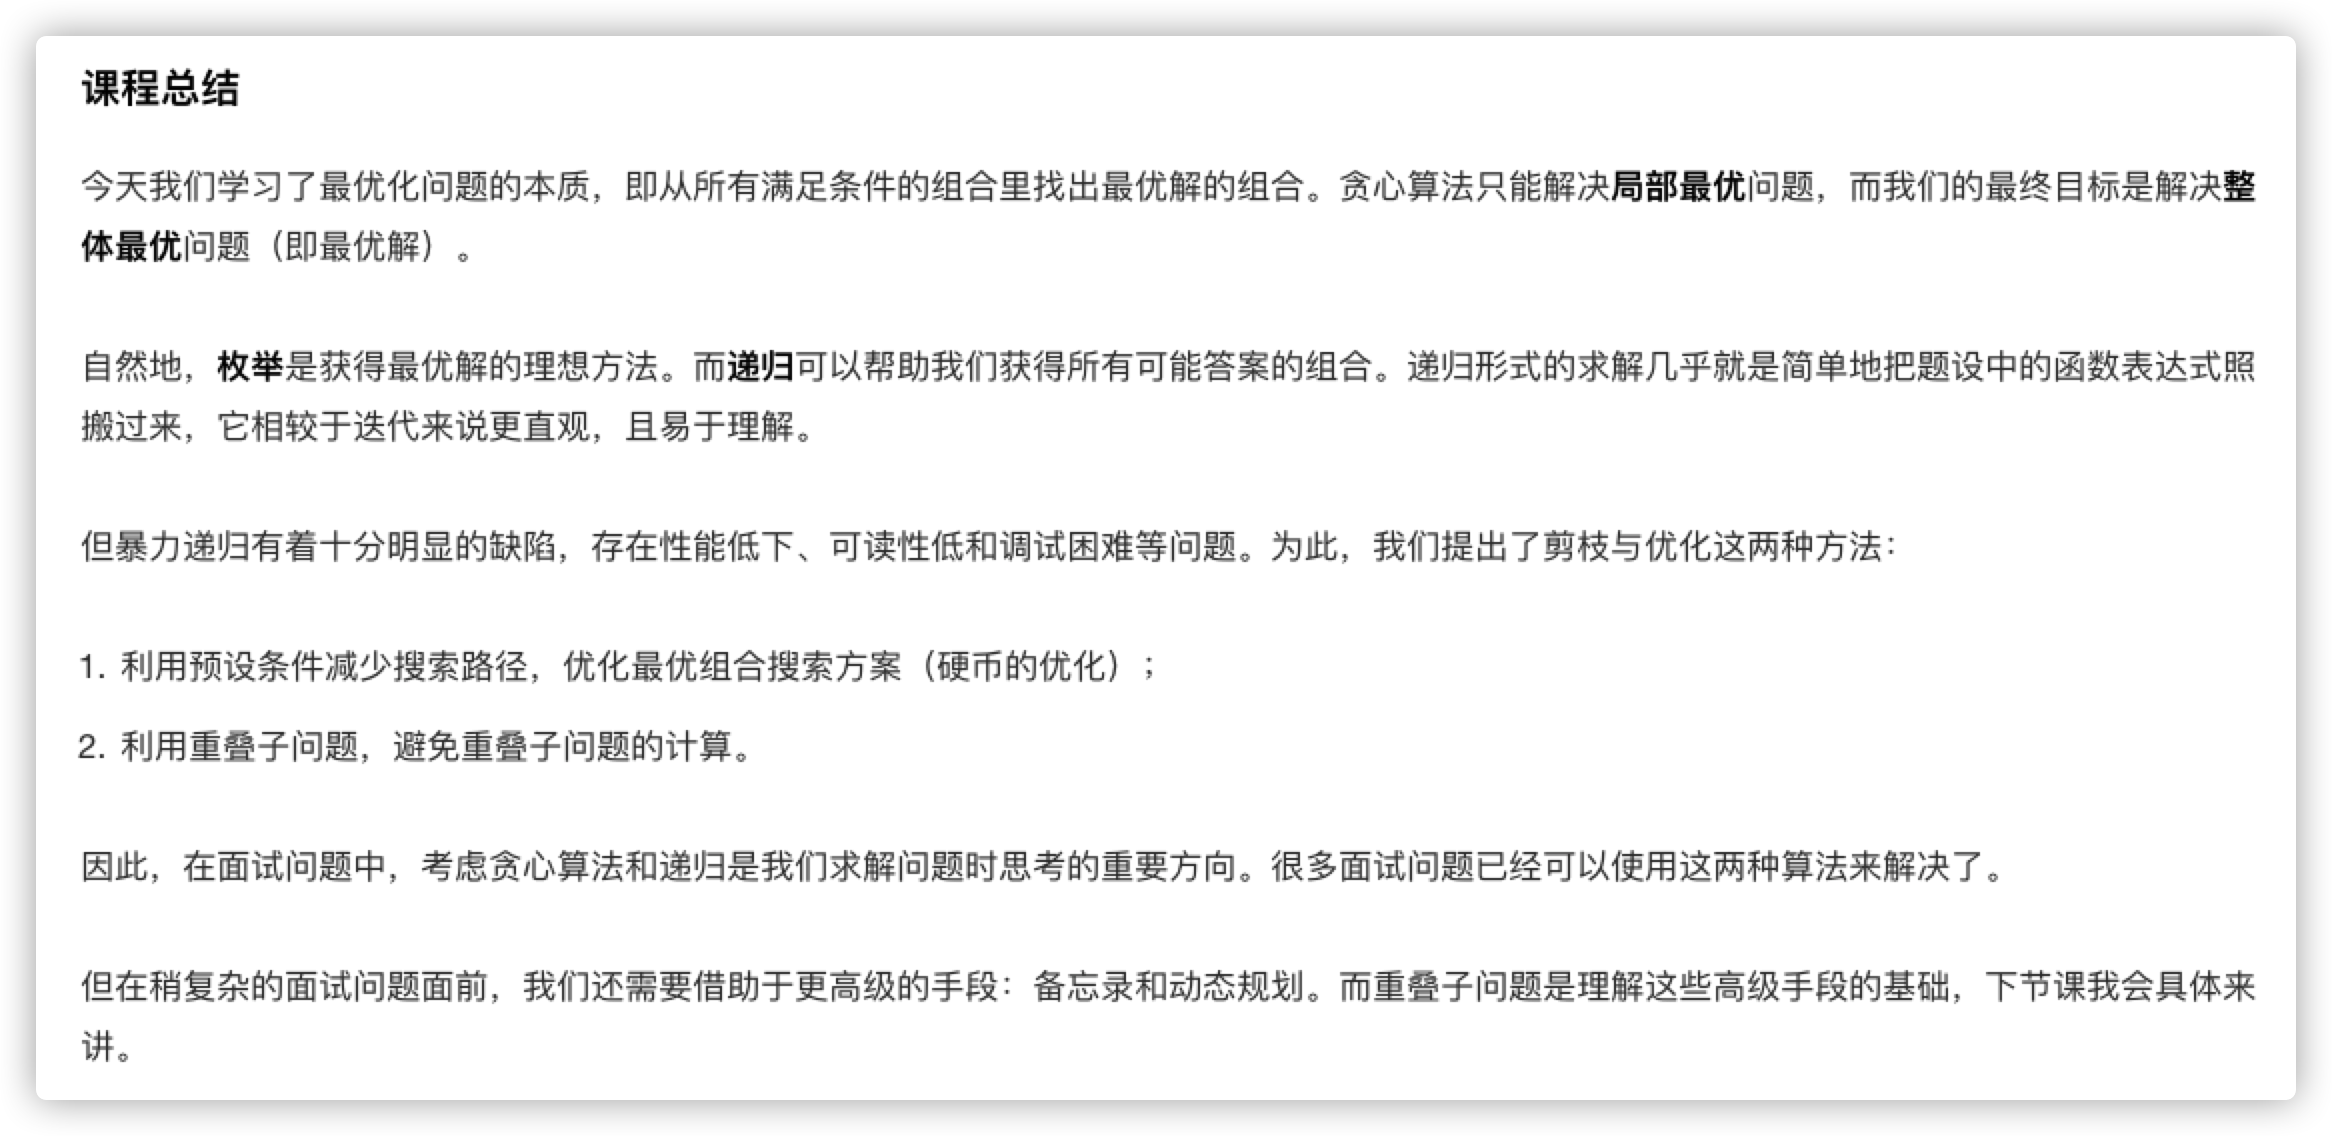 课程总结
今天我们学习了最优化问题的本质，即从所有满足条件的组合里找出最优解的组合。贪心算法只能解决局部最优问题，而我们的最终目标是解决整
体最优问题（即最优解）。
自然地，枚举是获得最优解的理想方法。而递归可以帮助我们获得所有可能答案的组合。递归形式的求解几乎就是简单地把题设中的函数表达式照
搬过来，它相较于迭代来说更直观，且易于理解。
但暴力递归有着十分明显的缺陷，存在性能低下、可读性低和调试困难等问题。为此，我们提出了剪枝与优化这两种方法：
1. 利用预设条件减少搜索路径，优化最优组合搜索方案（硬币的优化）；
2. 利用重叠子问题，避免重叠子问题的计算。
因此，在面试问题中，考虑贪心算法和递归是我们求解问题时思考的重要方向。很多面试问题已经可以使用这两种算法来解决了。
但在稍复杂的面试问题面前，我们还需要借助于更高级的手段：备忘录和动态规划。而重叠子问题是理解这些高级手段的基础，下节课我会具体来
讲。